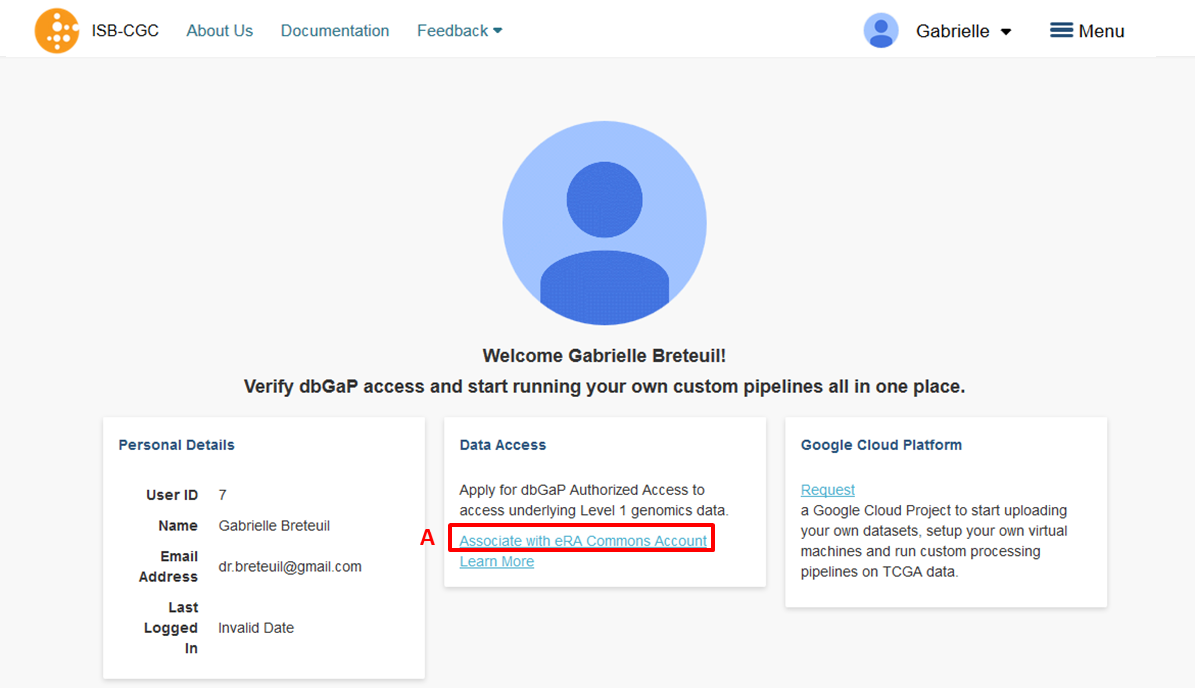 ISB-CGC About Us Documentation Feedback Gabrielle Menu
Welcome Gabrielle Breteuil!
Verify dbGaP access and start running your own custom pipelines all in one place.
Personal Details
User ID 7
Name Gabrielle Breteuil
Email Address dr.breteuil@gmail.com
Last Logged In Invalid Date
Data Access
Apply for dbGaP Authorized Access to
access underlying Level 1 genomics data.
A Associate with eRA Commons Account
Learn More
Google Cloud Platform
Request
a Google Cloud Project to start uploading
your own datasets, setup your own virtual
machines and run custom processing
pipelines on TCGA data.